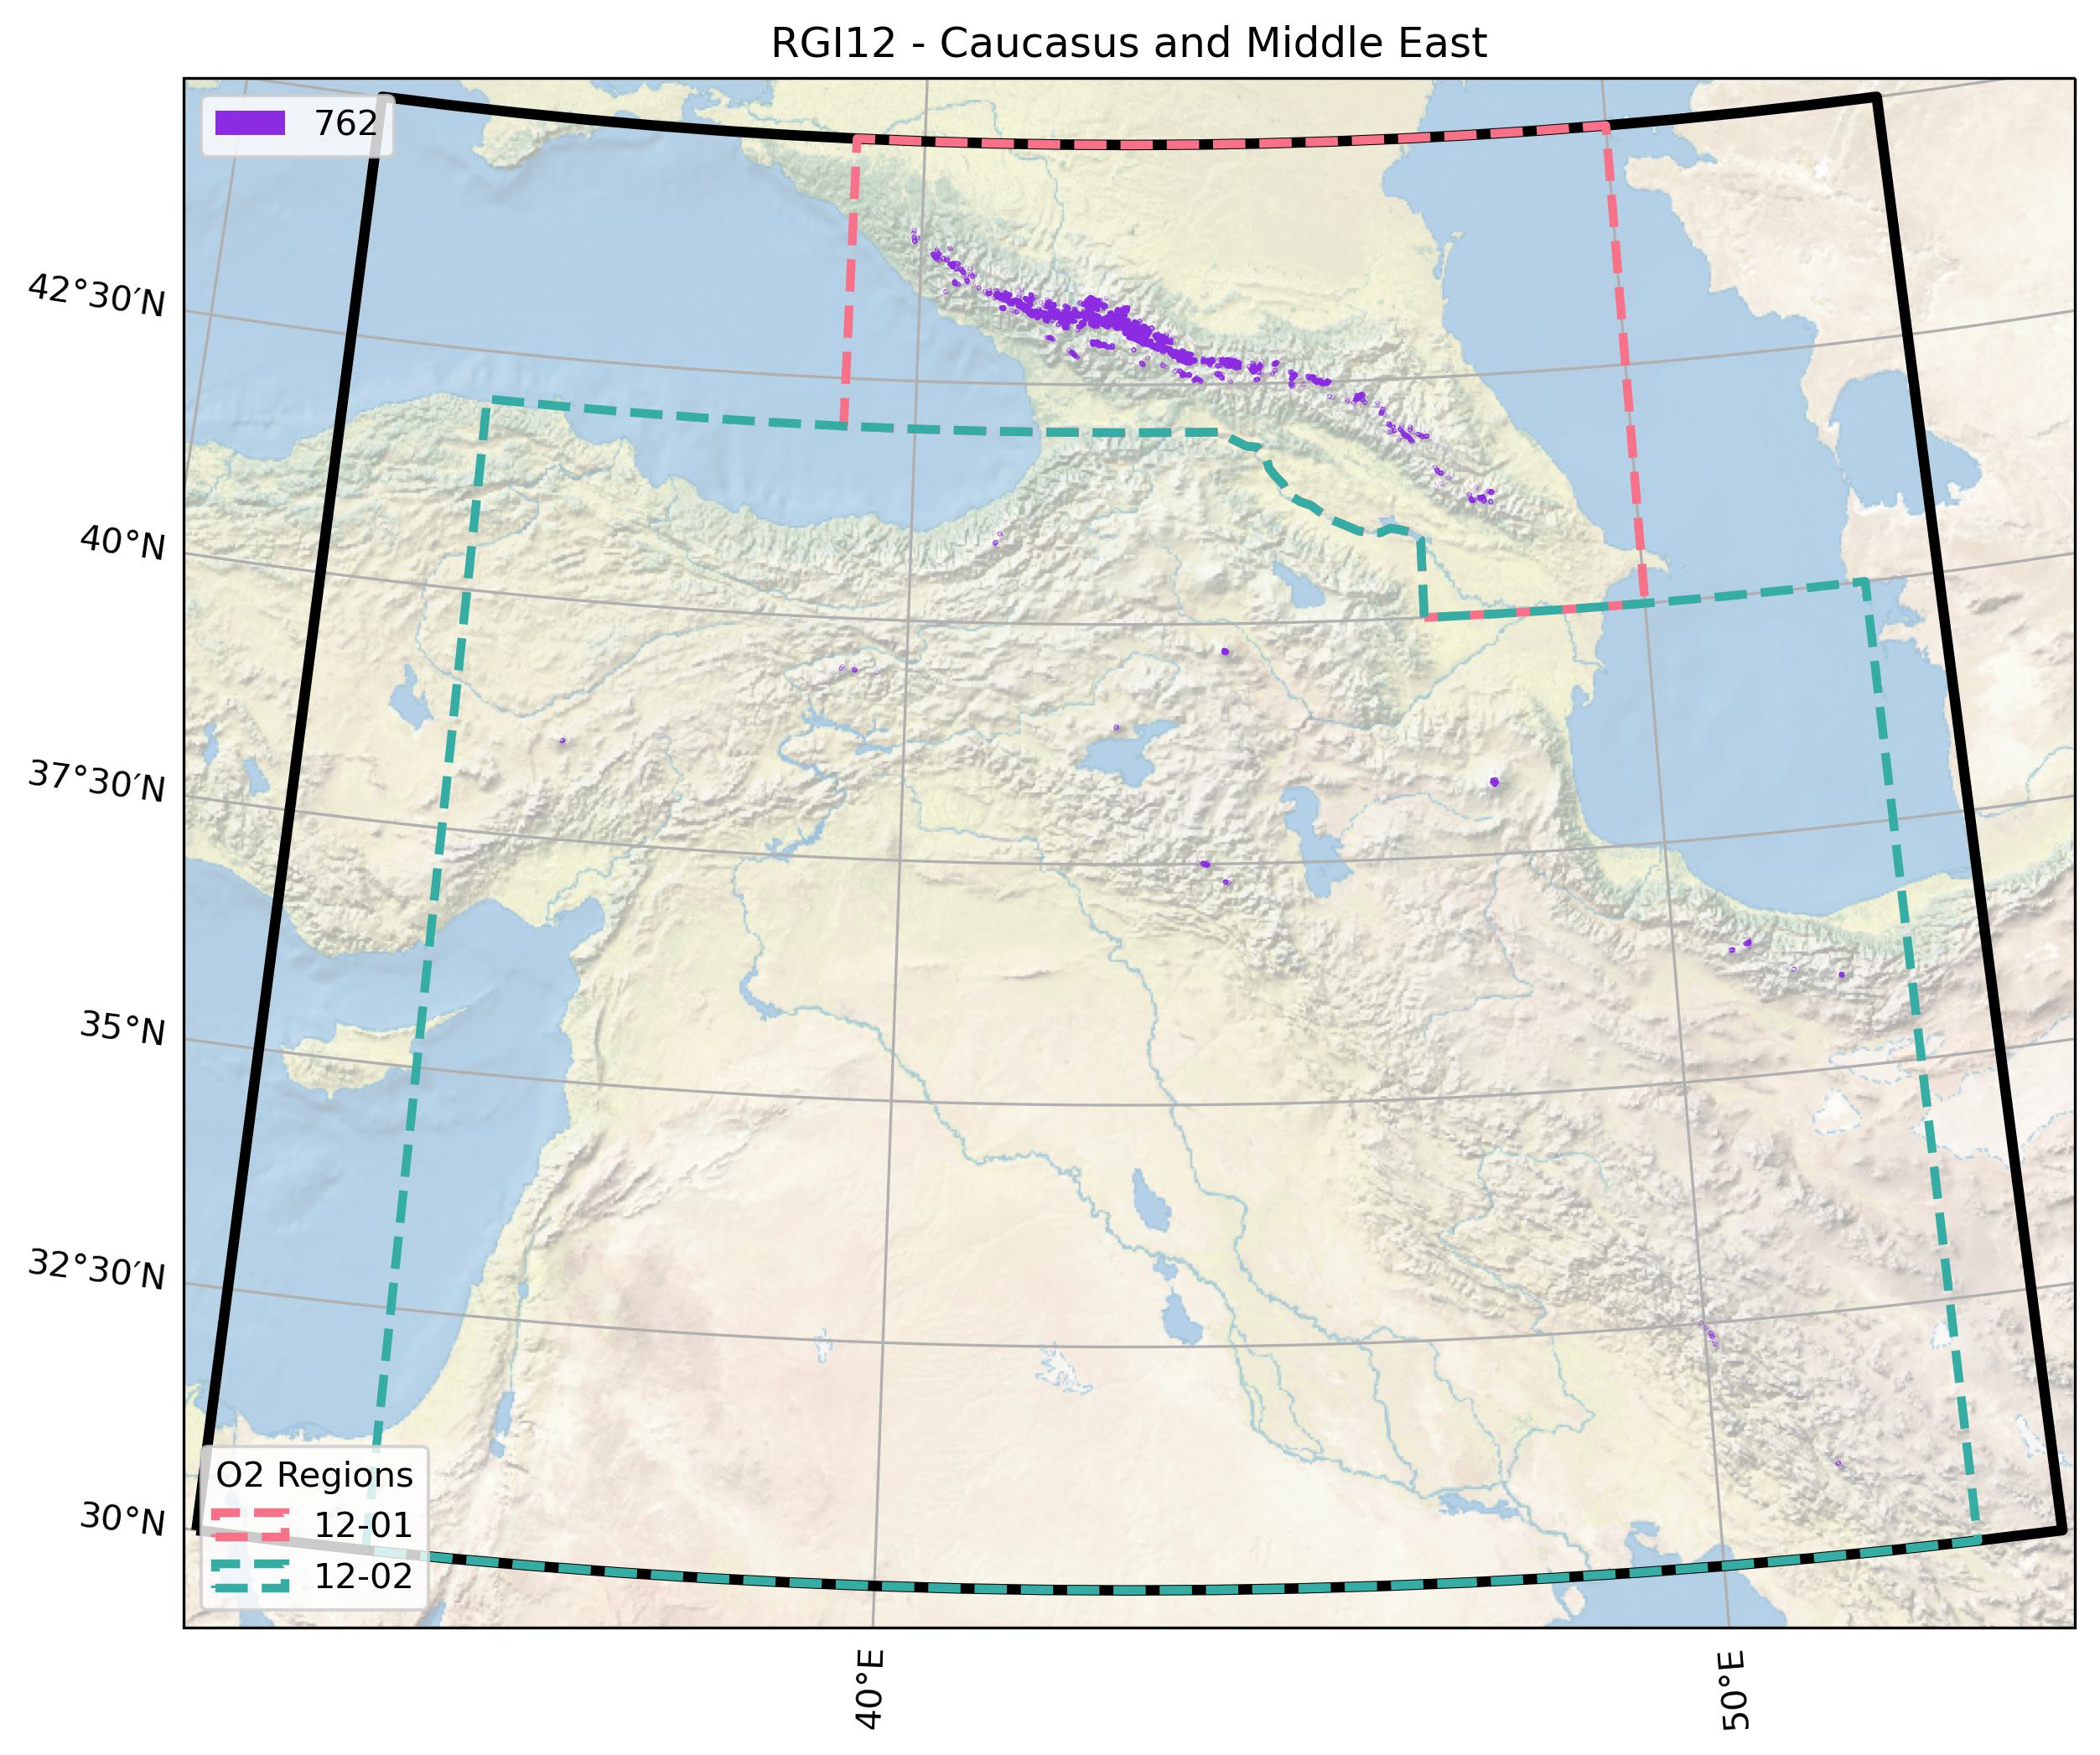 RGI12 - Caucasus and Middle East
762
42°30′N
40°N
37°30′N
35°N
32°30′N
30°N
O2 Regions
12-01
12-02
40°E
50°E